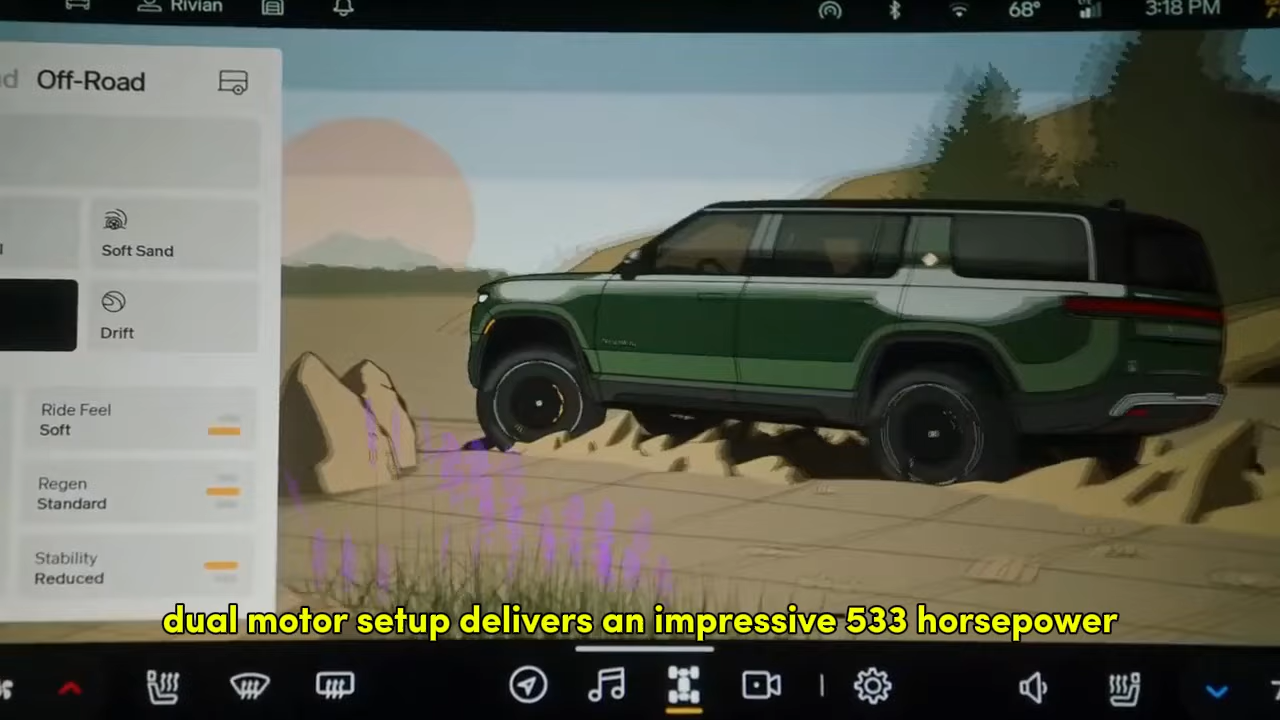 Rivian
68°
3:18 PM
Off-Road
Soft Sand
Drift
Ride Feel
Soft
Regen
Standard
Stability
Reduced
dual motor setup delivers an impressive 533 horsepower